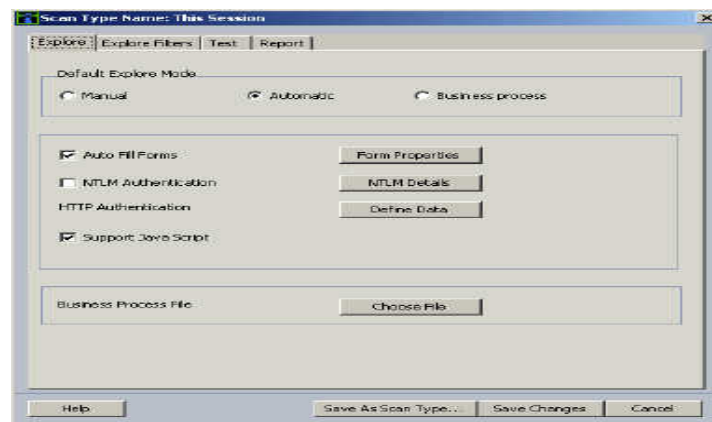 Scan Type Name: This Session
Explore Explore Filters Test Report
Default Explore Mode
Manual Automatic Business process
Auto Fill Forms Form Properties
NTLM Authentication NTLM Details
HTTP Authentication Define Data
Support Java Script
Business Process File Choose File
Help Save As Scan Type... Save Changes Cancel